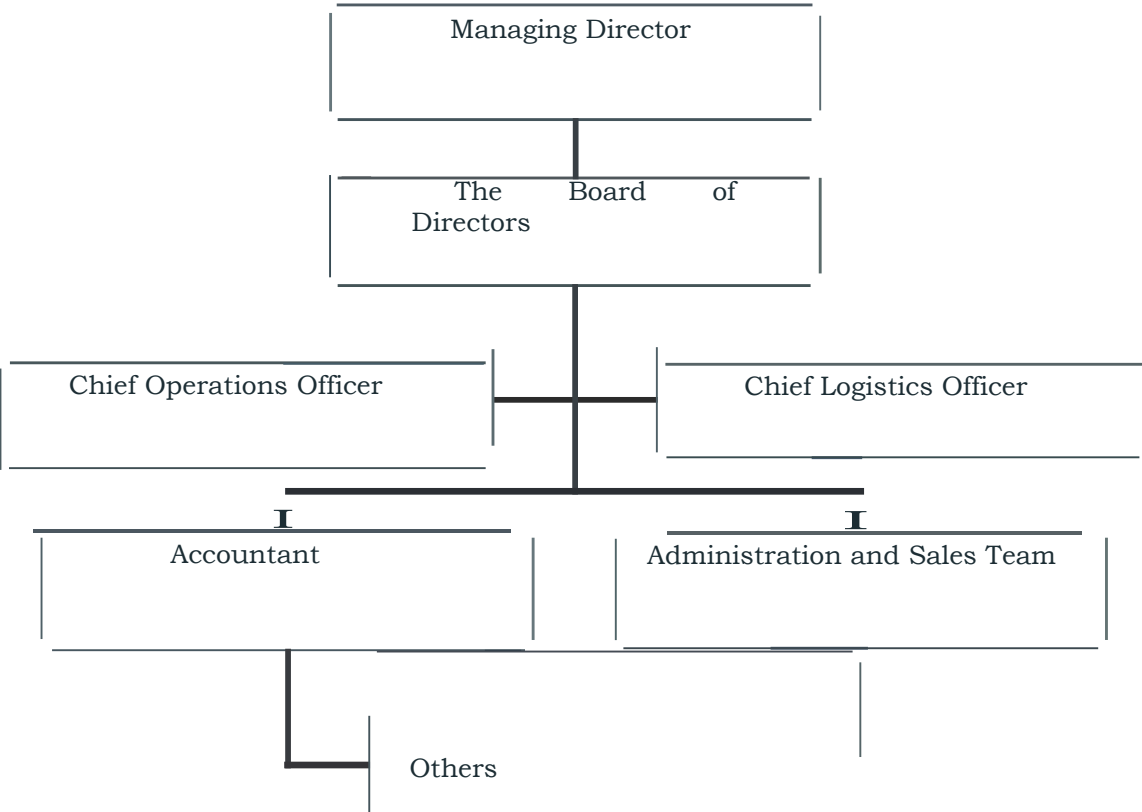 Managing Director
The Board of
Directors
Chief Operations Officer
Chief Logistics Officer
Accountant
Administration and Sales Team
Others